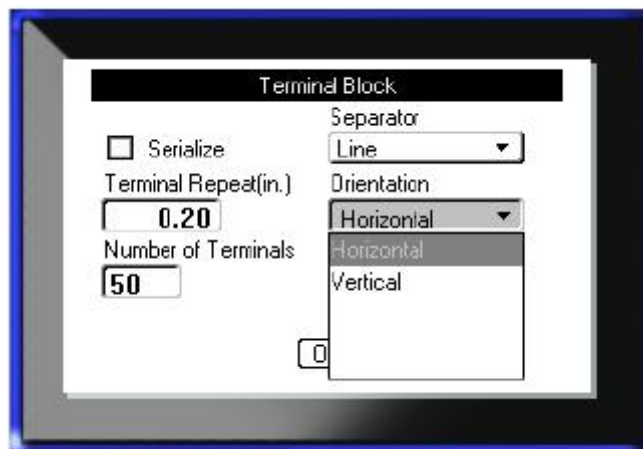 Terminal Block
Separator
Serialize
Line
Terminal Repeat(in.)
Orientation
0.20
Horizontal
Number of Terminals
Horizontal
50
Vertical